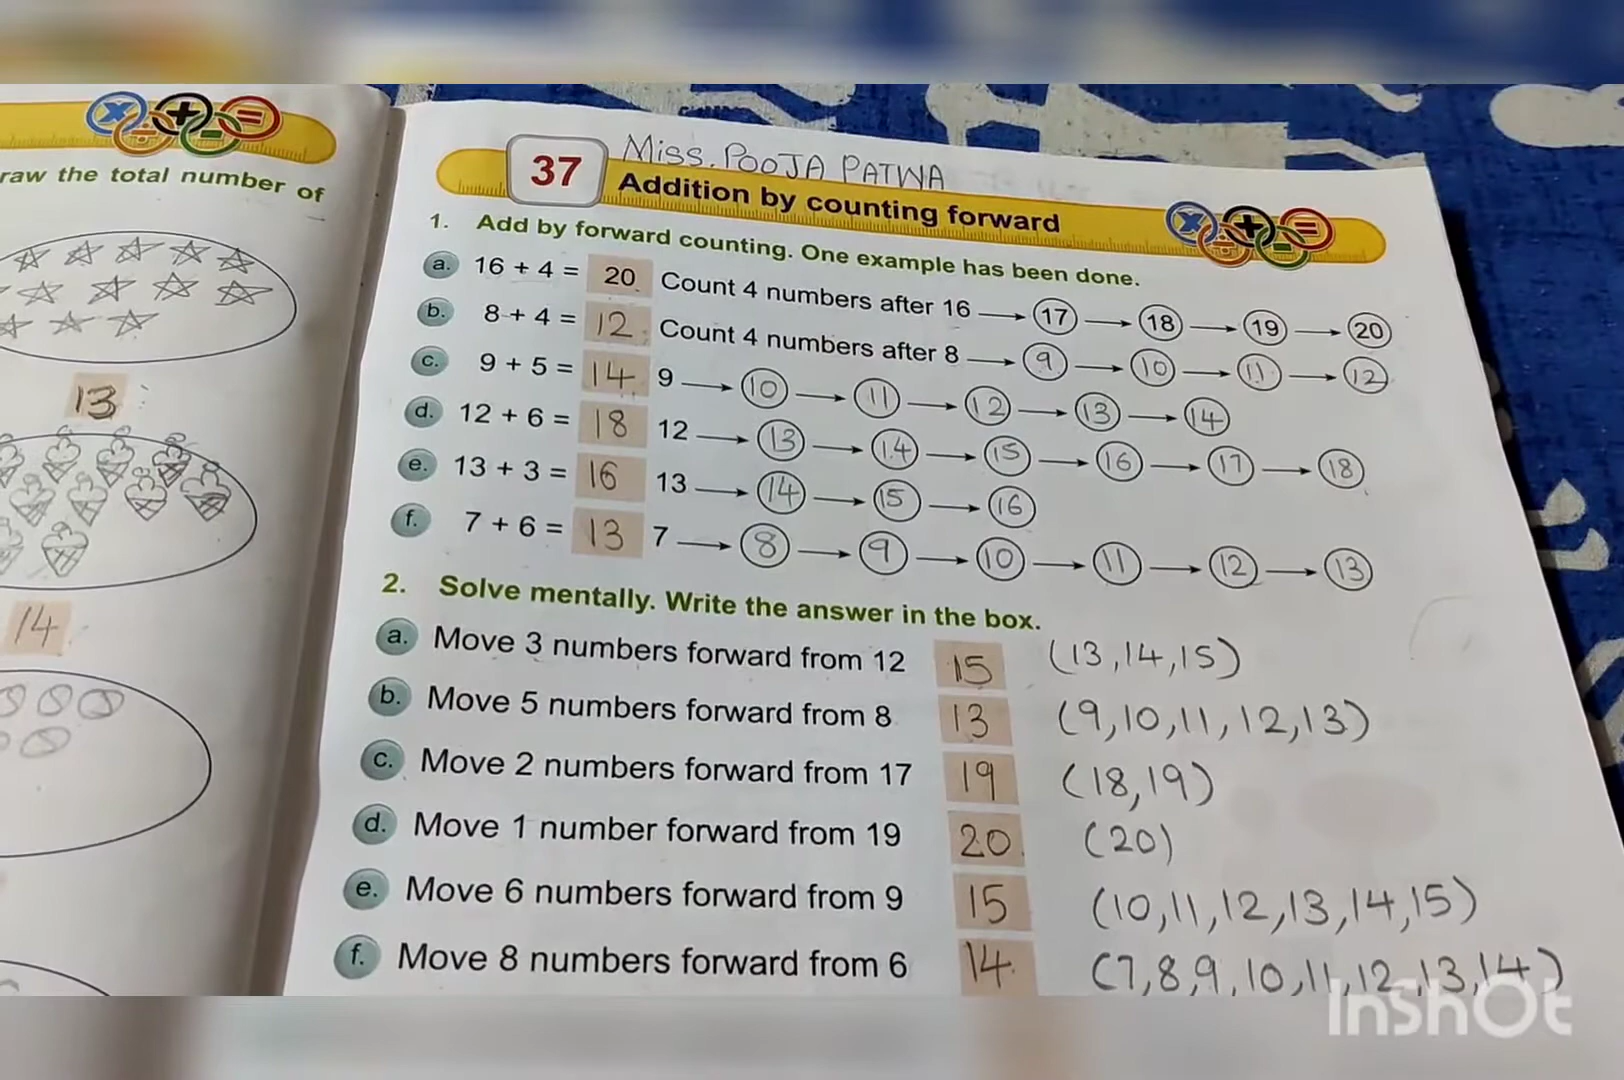 raw the total number of
13
14
Miss. POOJA PATWA
37 Addition by counting forward
1. Add by forward counting. One example has been done.
a. 16 + 4 = 20 Count 4 numbers after 16 → 17 → 18 → 19 → 20
b. 8 + 4 = 12 Count 4 numbers after 8 → 9 → 10 → 11 → 12
c. 9 + 5 = 14 9 → 10 → 11 → 12 → 13 → 14
d. 12 + 6 = 18 12 → 13 → 14 → 15 → 16 → 17 → 18
e. 13 + 3 = 16 13 → 14 → 15 → 16
f. 7 + 6 = 13 7 → 8 → 9 → 10 → 11 → 12 → 13
2. Solve mentally. Write the answer in the box.
a. Move 3 numbers forward from 12 15 (13,14,15)
b. Move 5 numbers forward from 8 13 (9,10,11,12,13)
c. Move 2 numbers forward from 17 19 (18,19)
d. Move 1 number forward from 19 20 (20)
e. Move 6 numbers forward from 9 15 (10,11,12,13,14,15)
f. Move 8 numbers forward from 6 14 (7,8,9,10,11,12,13,14)
InShOt